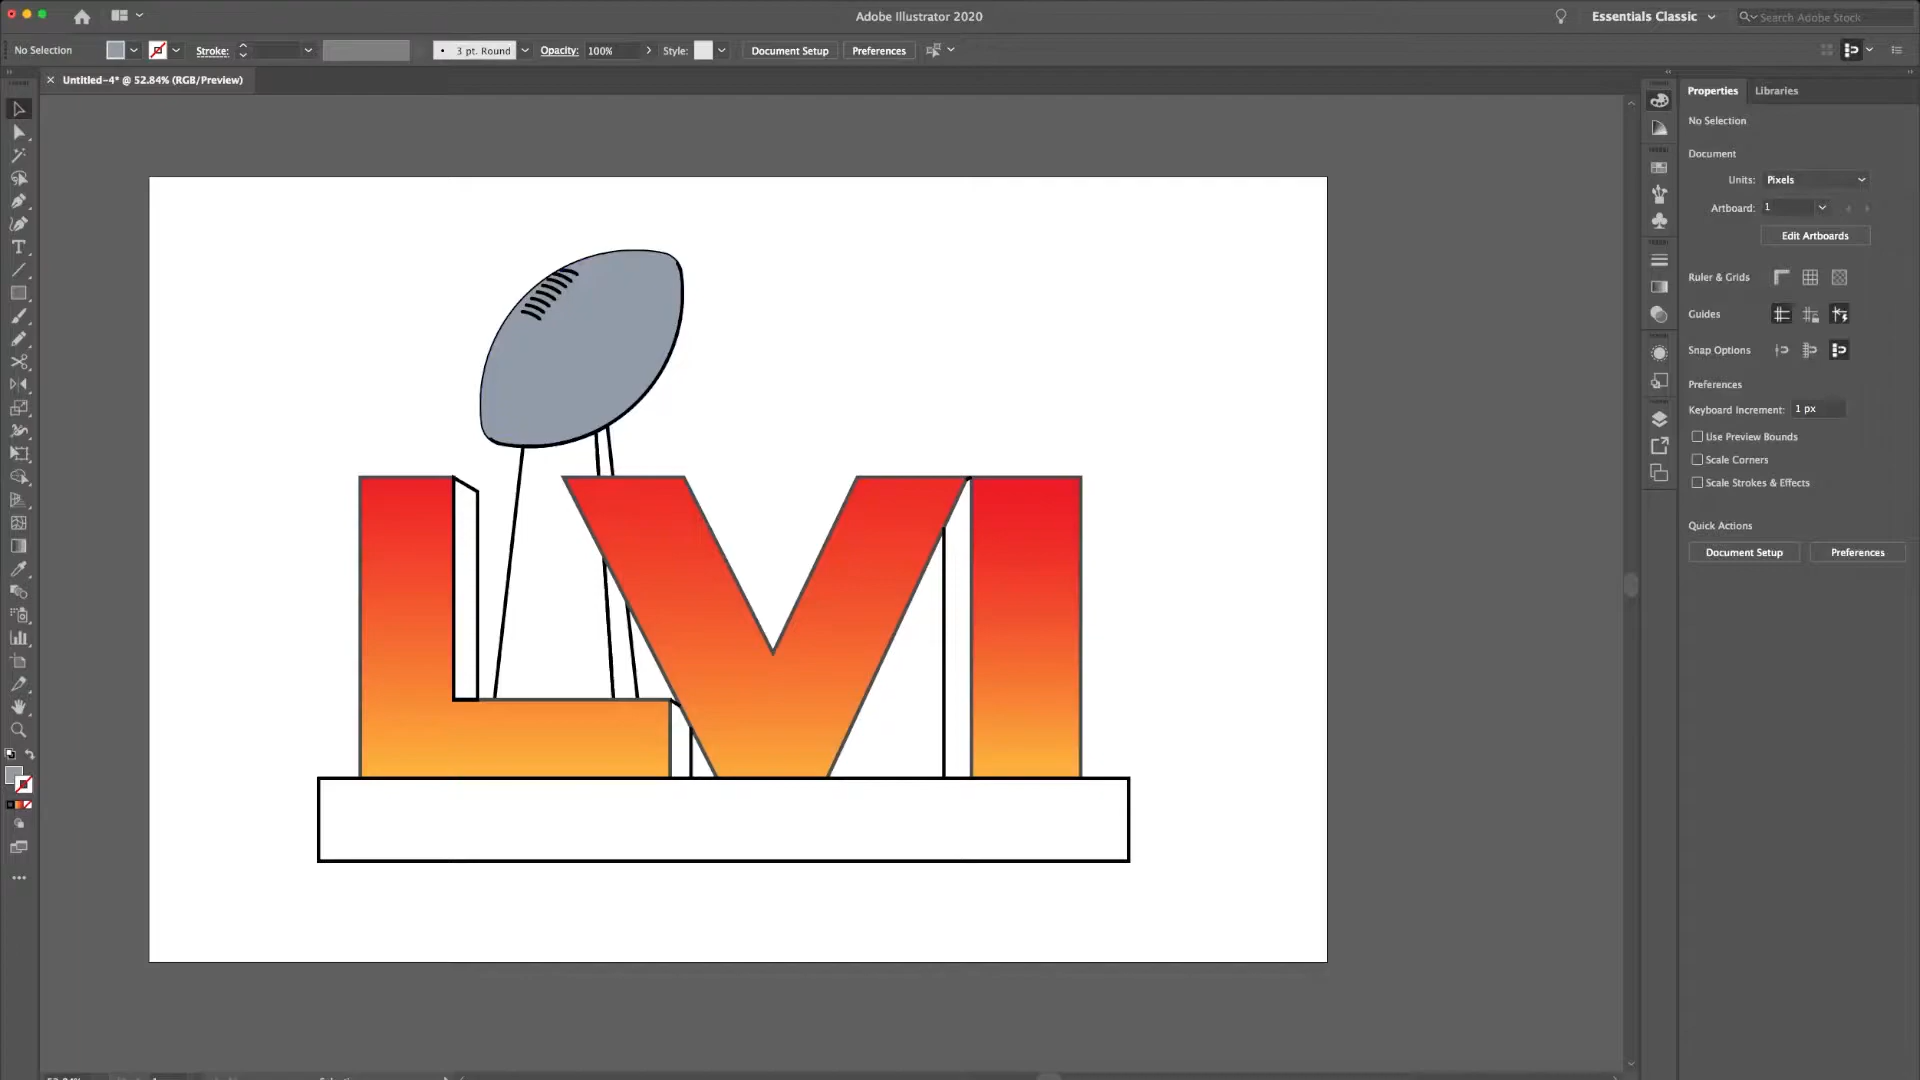 Adobe Illustrator 2020
Essentials Classic
Search Adobe Stock
No Selection
Stroke:
3 pt. Round
Opacity:
100%
Style:
Document Setup
Preferences
Untitled-4* @ 52.84% (RGB/Preview)
Properties
Libraries
No Selection
Document
Units:
Pixels
Artboard:
1
Edit Artboards
Ruler & Grids
Guides
Snap Options
Preferences
Keyboard Increment:
1 px
Use Preview Bounds
Scale Corners
Scale Strokes & Effects
Quick Actions
Document Setup
Preferences
LVI